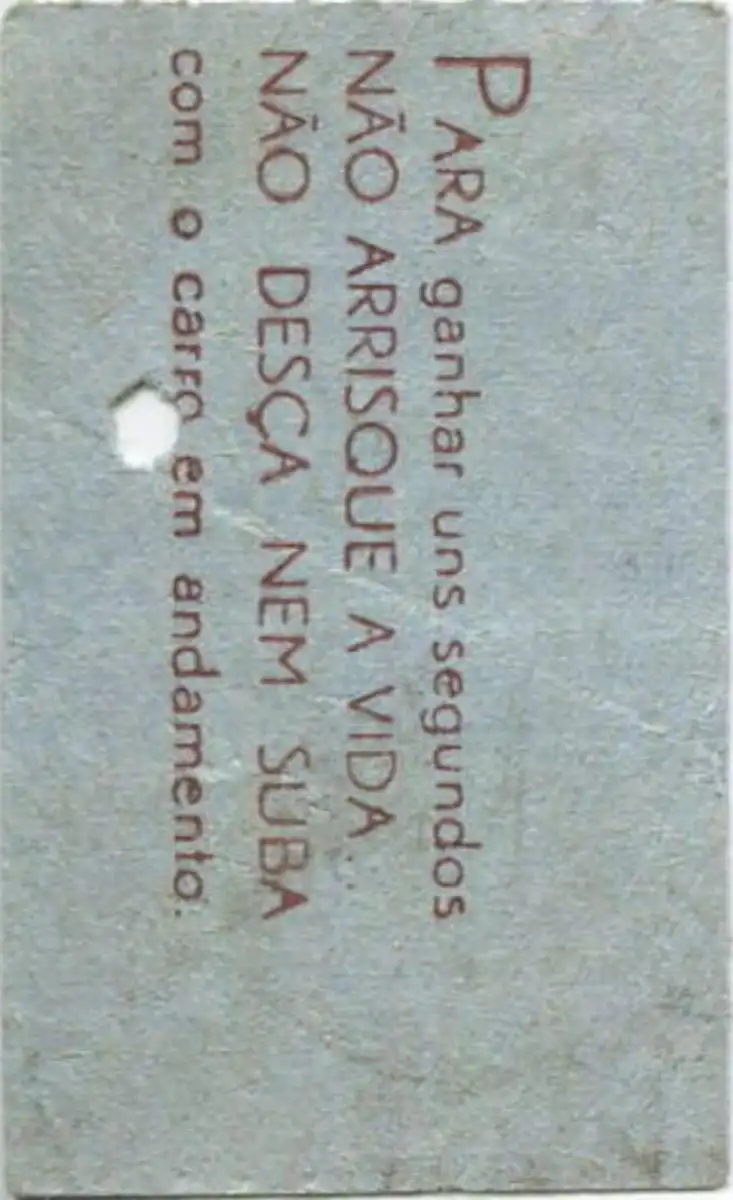 PARA ganhar uns segundos
NÃO ARRISQUE A VIDA...
NÃO DESÇA NEM SUBA
com o carro em andamento.